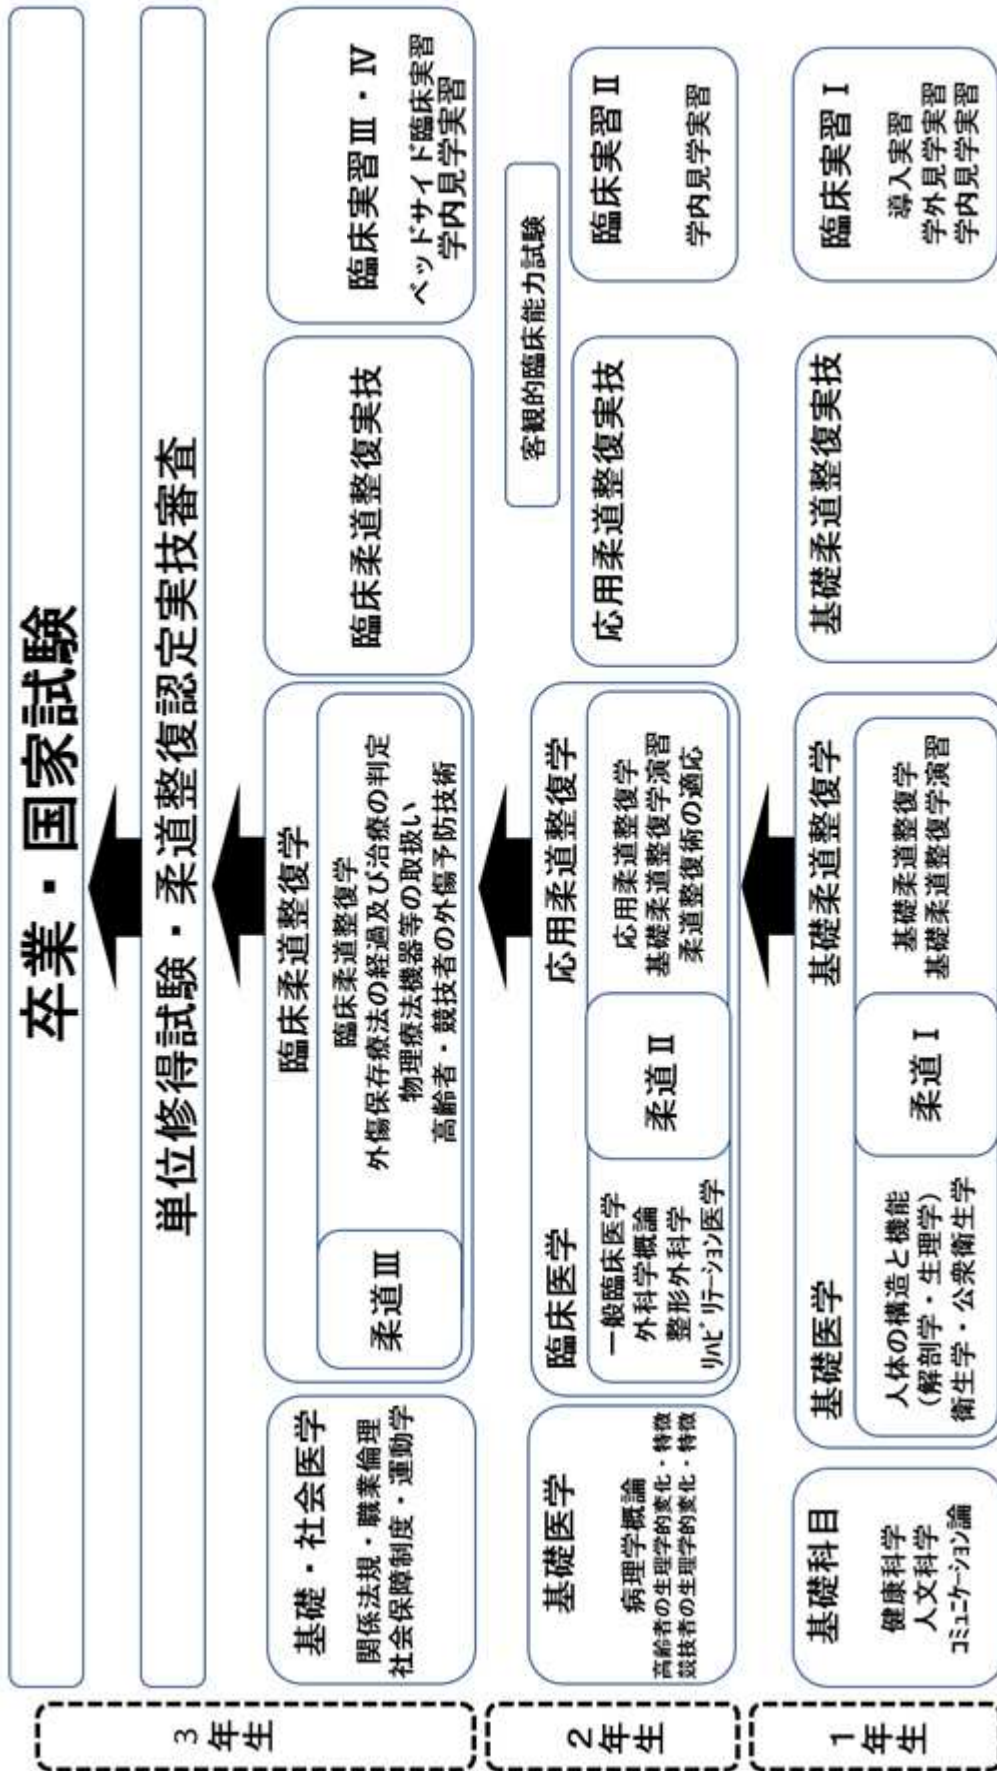 卒業・国家試験
単位修得試験・柔道整復認定実技審査
3
年
生
基礎・社会医学
関係法規・職業倫理
社会保障制度・運動学
臨床柔道整復学
柔道Ⅲ
臨床柔道整復学
外傷保存療法の経過及び治療の判定
物理療法機器等の取扱い
高齢者・競技者の外傷予防技術
臨床柔道整復実技
臨床実習Ⅲ・Ⅳ
ベッドサイド臨床実習
学内見学実習
2
年
生
基礎医学
病理学概論
高齢者の生理学的変化・特徴
競技者の生理学的変化・特徴
臨床医学
一般臨床医学
外科学概論
整形外科学
リハビリテーション医学
柔道Ⅱ
応用柔道整復学
応用柔道整復学
基礎柔道整復学演習
柔道整復術の適応
客観的臨床能力試験
応用柔道整復実技
臨床実習Ⅱ
学内見学実習
1
年
生
基礎科目
健康科学
人文科学
コミュニケーション論
基礎医学
人体の構造と機能
(解剖学・生理学)
衛生学・公衆衛生学
柔道Ⅰ
基礎柔道整復学
基礎柔道整復学
基礎柔道整復学演習
基礎柔道整復実技
臨床実習Ⅰ
導入実習
学外見学実習
学内見学実習